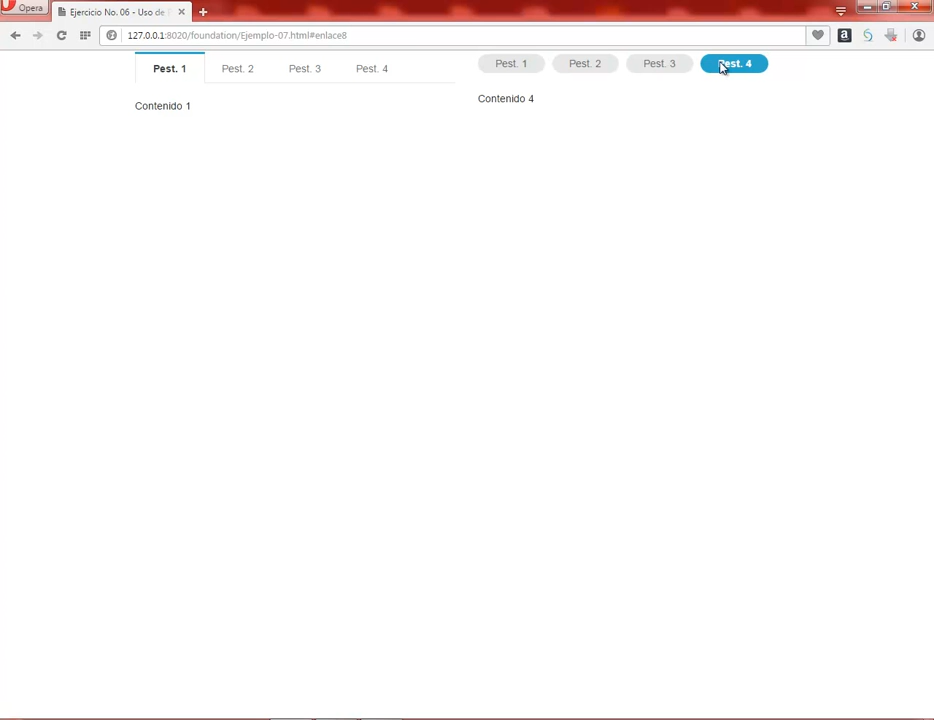 Opera
Ejercicio No. 06 - Uso de
127.0.0.1:8020/foundation/Ejemplo-07.html#enlace8
Pest. 1 Pest. 2 Pest. 3 Pest. 4
Contenido 1
Pest. 1 Pest. 2 Pest. 3 Pest. 4
Contenido 4